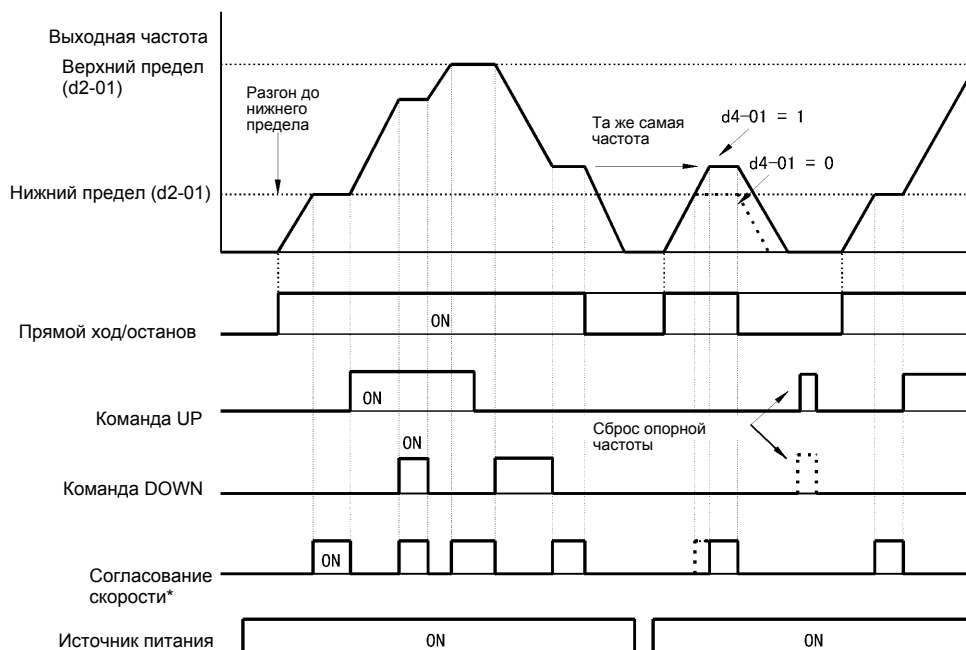 Выходная частота
Верхний предел
(d2-01)
Разгон до
нижнего
предела
Та же самая
частота
d4-01 = 1
d4-01 = 0
Нижний предел (d2-01)
Прямой ход/останов
ON
Команда UP
ON
Сброс опорной
частоты
Команда DOWN
ON
Согласование
скорости*
ON
Источник питания
ON
ON